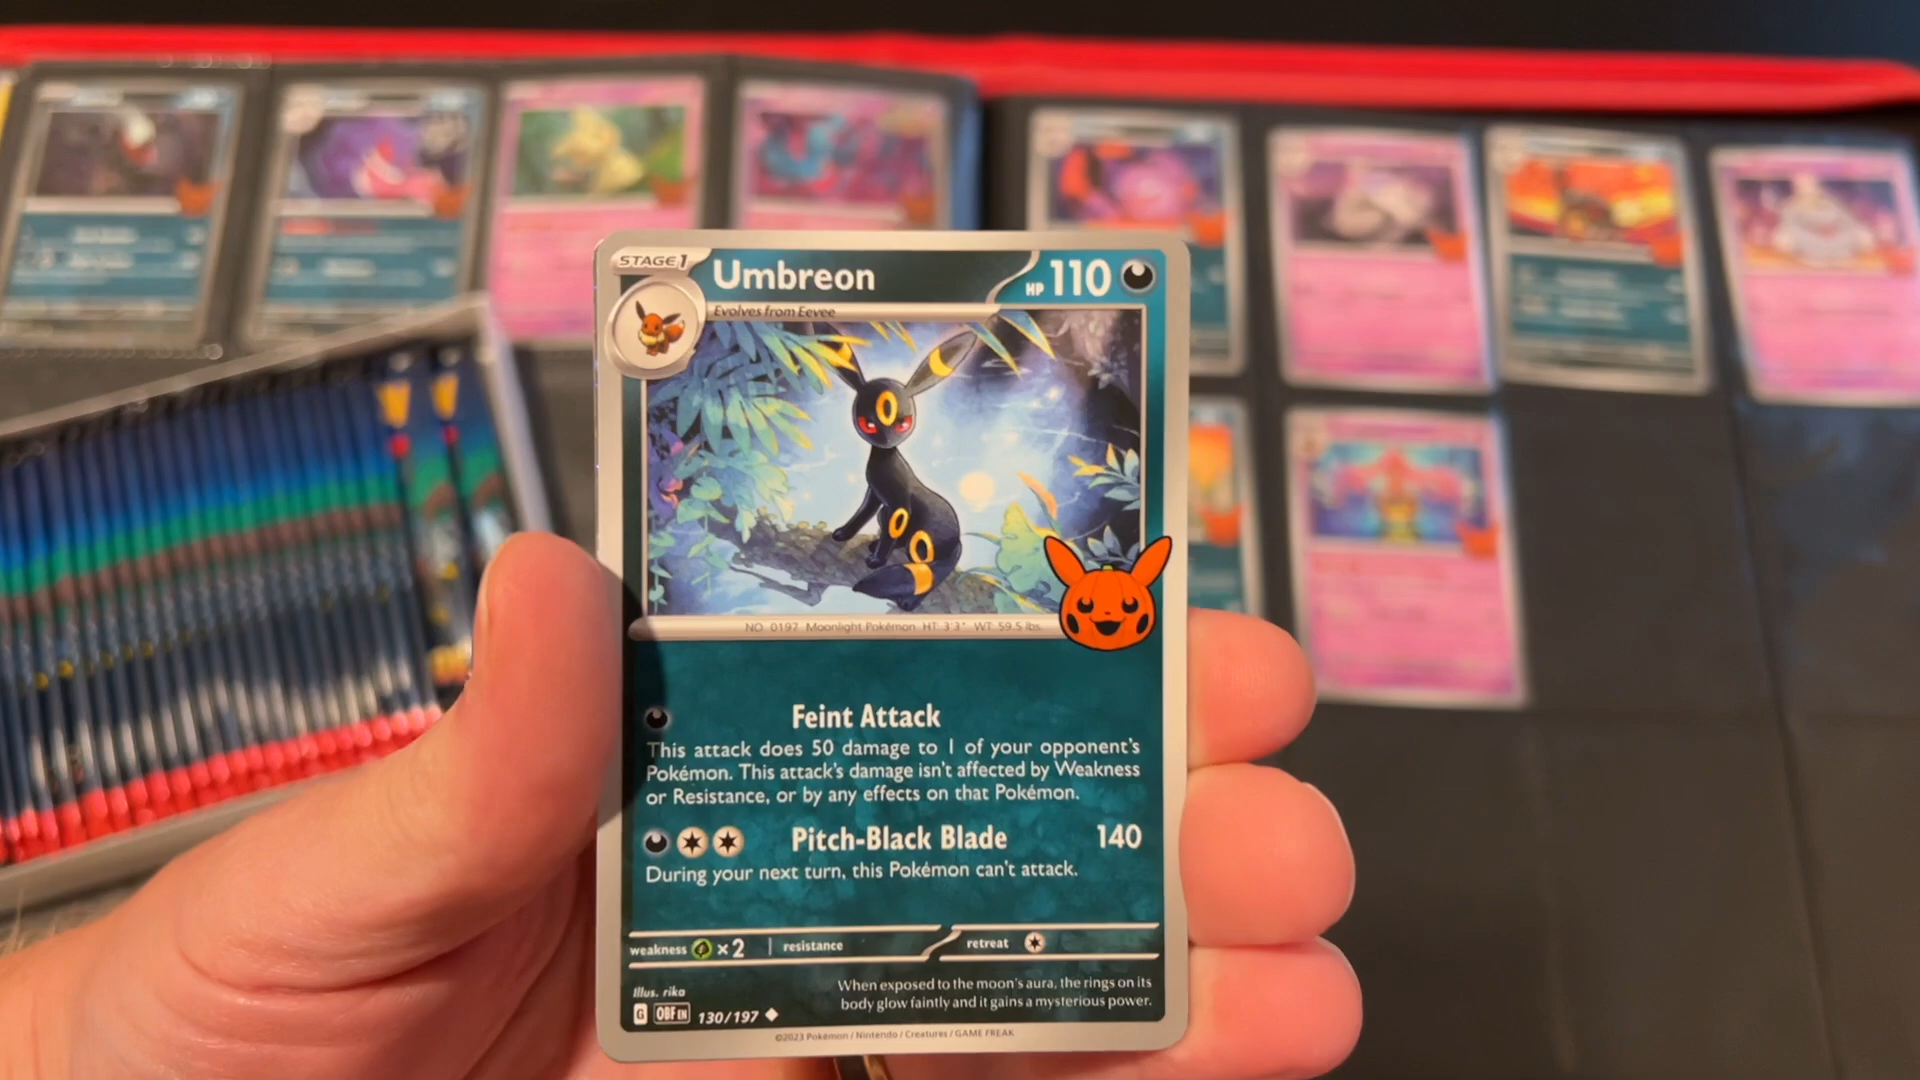 STAGE 1
Umbreon
HP 110
Evolves from Eevee
NO. 0197 Moonlight Pokémon HT: 3'3" WT: 59.5 lbs.
Feint Attack
This attack does 50 damage to 1 of your opponent's
Pokémon. This attack's damage isn't affected by Weakness
or Resistance, or by any effects on that Pokémon.
Pitch-Black Blade 140
During your next turn, this Pokémon can't attack.
weakness ×2 resistance retreat
Illus. rika
When exposed to the moon's aura, the rings on its
body glow faintly and it gains a mysterious power.
G OBF EN 130/197
©2023 Pokémon / Nintendo / Creatures / GAME FREAK